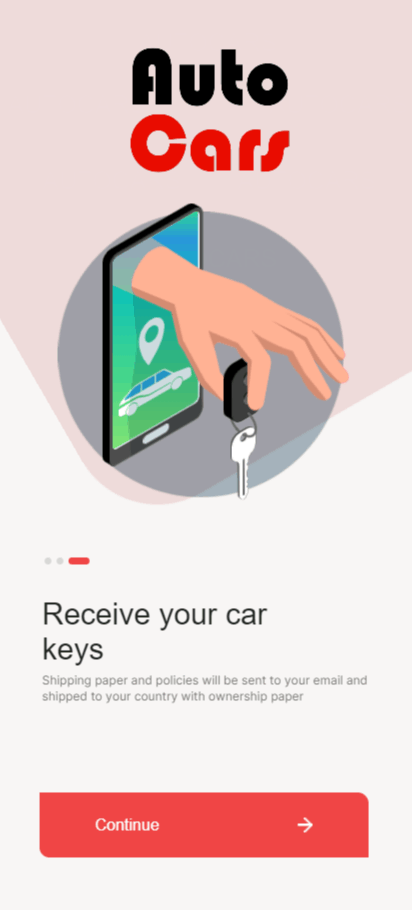 Auto
Cars
Receive your car
keys
Shipping paper and policies will be sent to your email and
shipped to your country with ownership paper
Continue